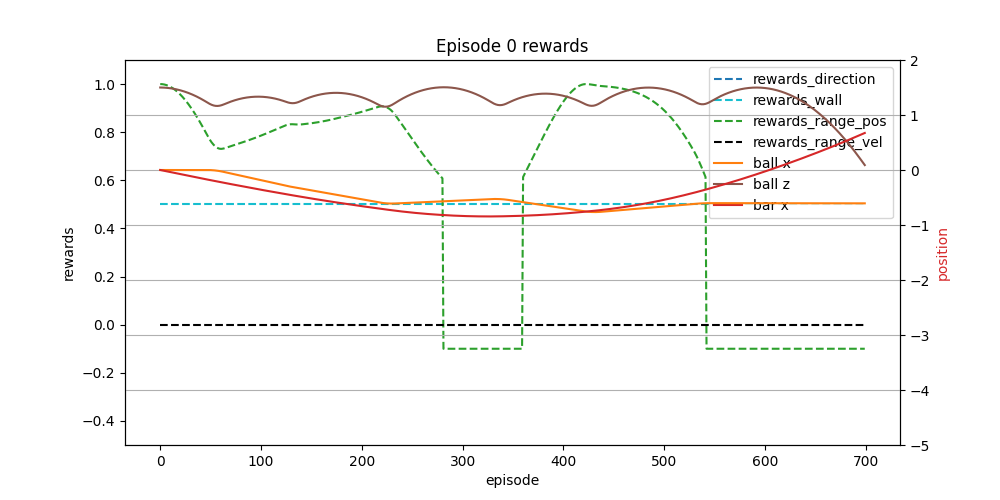 Episode 0 rewards
1.0
0.8
0.6
0.4
0.2
0.0
−0.2
−0.4
rewards
0
100
200
300
400
500
600
700
episode
2
1
0
−1
−2
−3
−4
−5
position
rewards_direction
rewards_wall
rewards_range_pos
rewards_range_vel
ball x
ball z
bar x